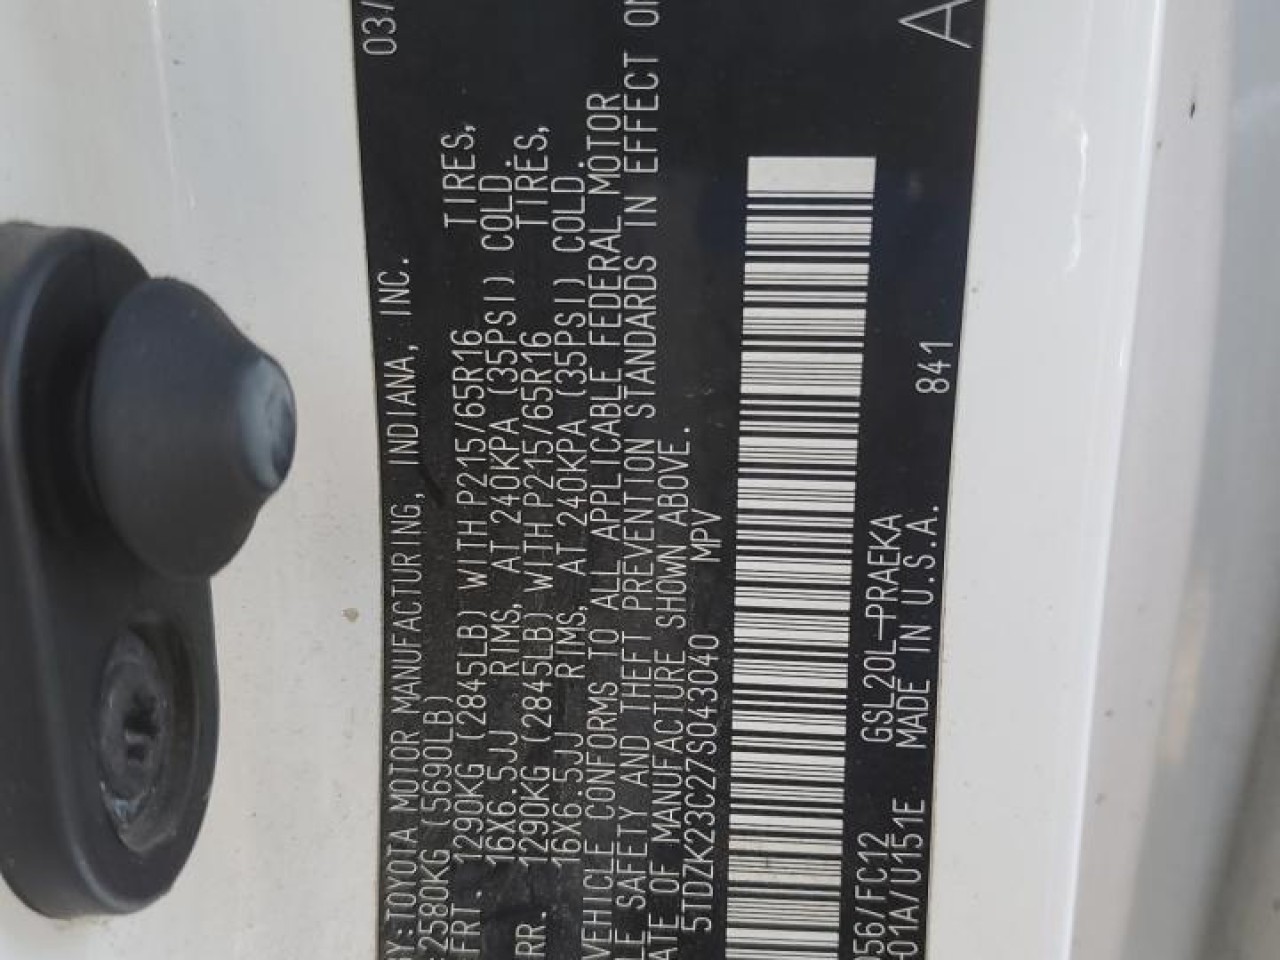 03/
BY:TOYOTA MOTOR MANUFACTURING, INDIANA, INC.
2580KG (5690LB)
FRT. 1290KG (2845LB) WITH P215/65R16 TIRES,
16X6.5JJ RIMS, AT 240KPA (35PSI) COLD.
RR. 1290KG (2845LB) WITH P215/65R16 TIRES,
16X6.5JJ RIMS, AT 240KPA (35PSI) COLD.
VEHICLE CONFORMS TO ALL APPLICABLE FEDERAL MOTOR
LE SAFETY AND THEFT PREVENTION STANDARDS IN EFFECT ON
ATE OF MANUFACTURE SHOWN ABOVE.
5TDZK23C27S043040 MPV
056/FC12 GSL20L-PRAEKA
01A/U151E MADE IN U.S.A. 841 A